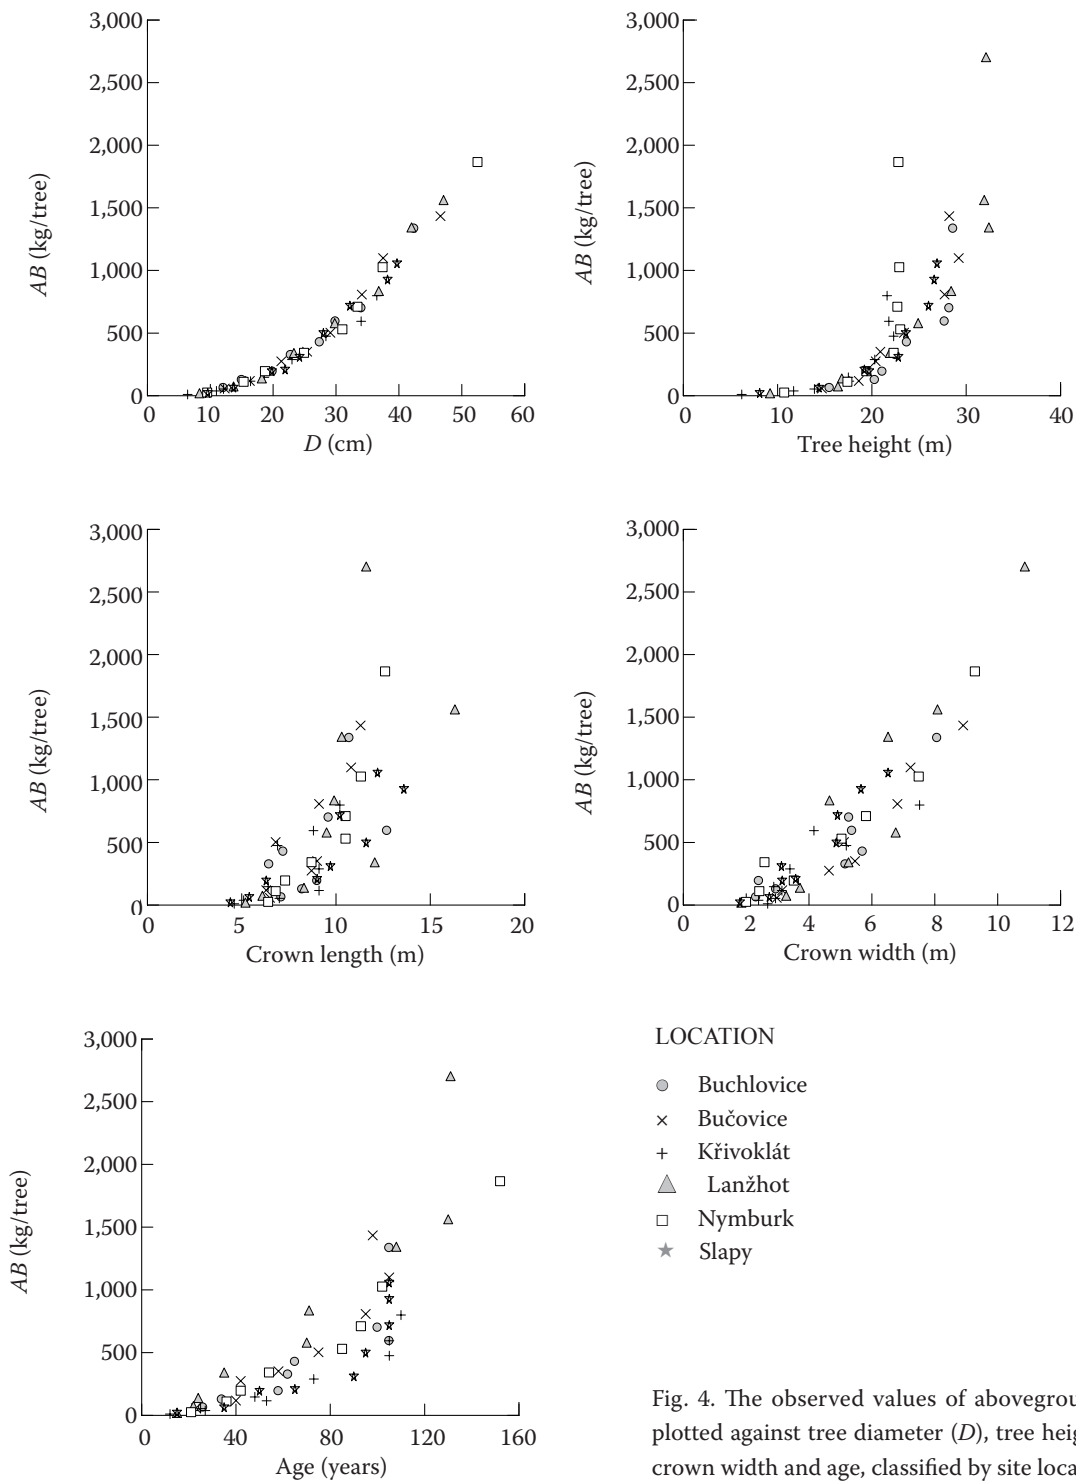 3,000
2,500
2,000
1,500
1,000
500
0
AB (kg/tree)
0 10 20 30 40 50 60
D (cm)
3,000
2,500
2,000
1,500
1,000
500
0
AB (kg/tree)
0 10 20 30 40
Tree height (m)
3,000
2,500
2,000
1,500
1,000
500
0
AB (kg/tree)
0 5 10 15 20
Crown length (m)
3,000
2,500
2,000
1,500
1,000
500
0
AB (kg/tree)
0 2 4 6 8 10 12
Crown width (m)
3,000
2,500
2,000
1,500
1,000
500
0
AB (kg/tree)
0 40 80 120 160
Age (years)
LOCATION
Buchlovice
Bučovice
Křivoklát
Lanžhot
Nymburk
Slapy
Fig. 4. The observed values of abovegrou
plotted against tree diameter (D), tree heig
crown width and age, classified by site loca